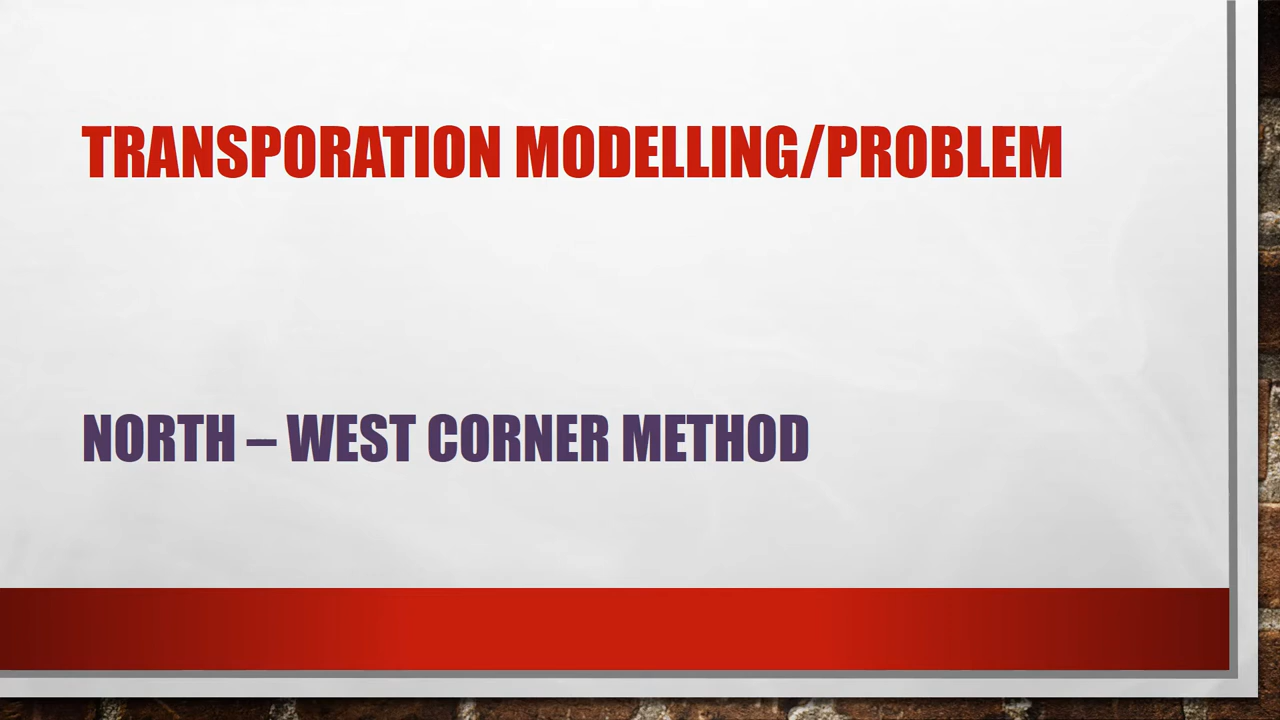 TRANSPORATION MODELLING/PROBLEM
NORTH – WEST CORNER METHOD